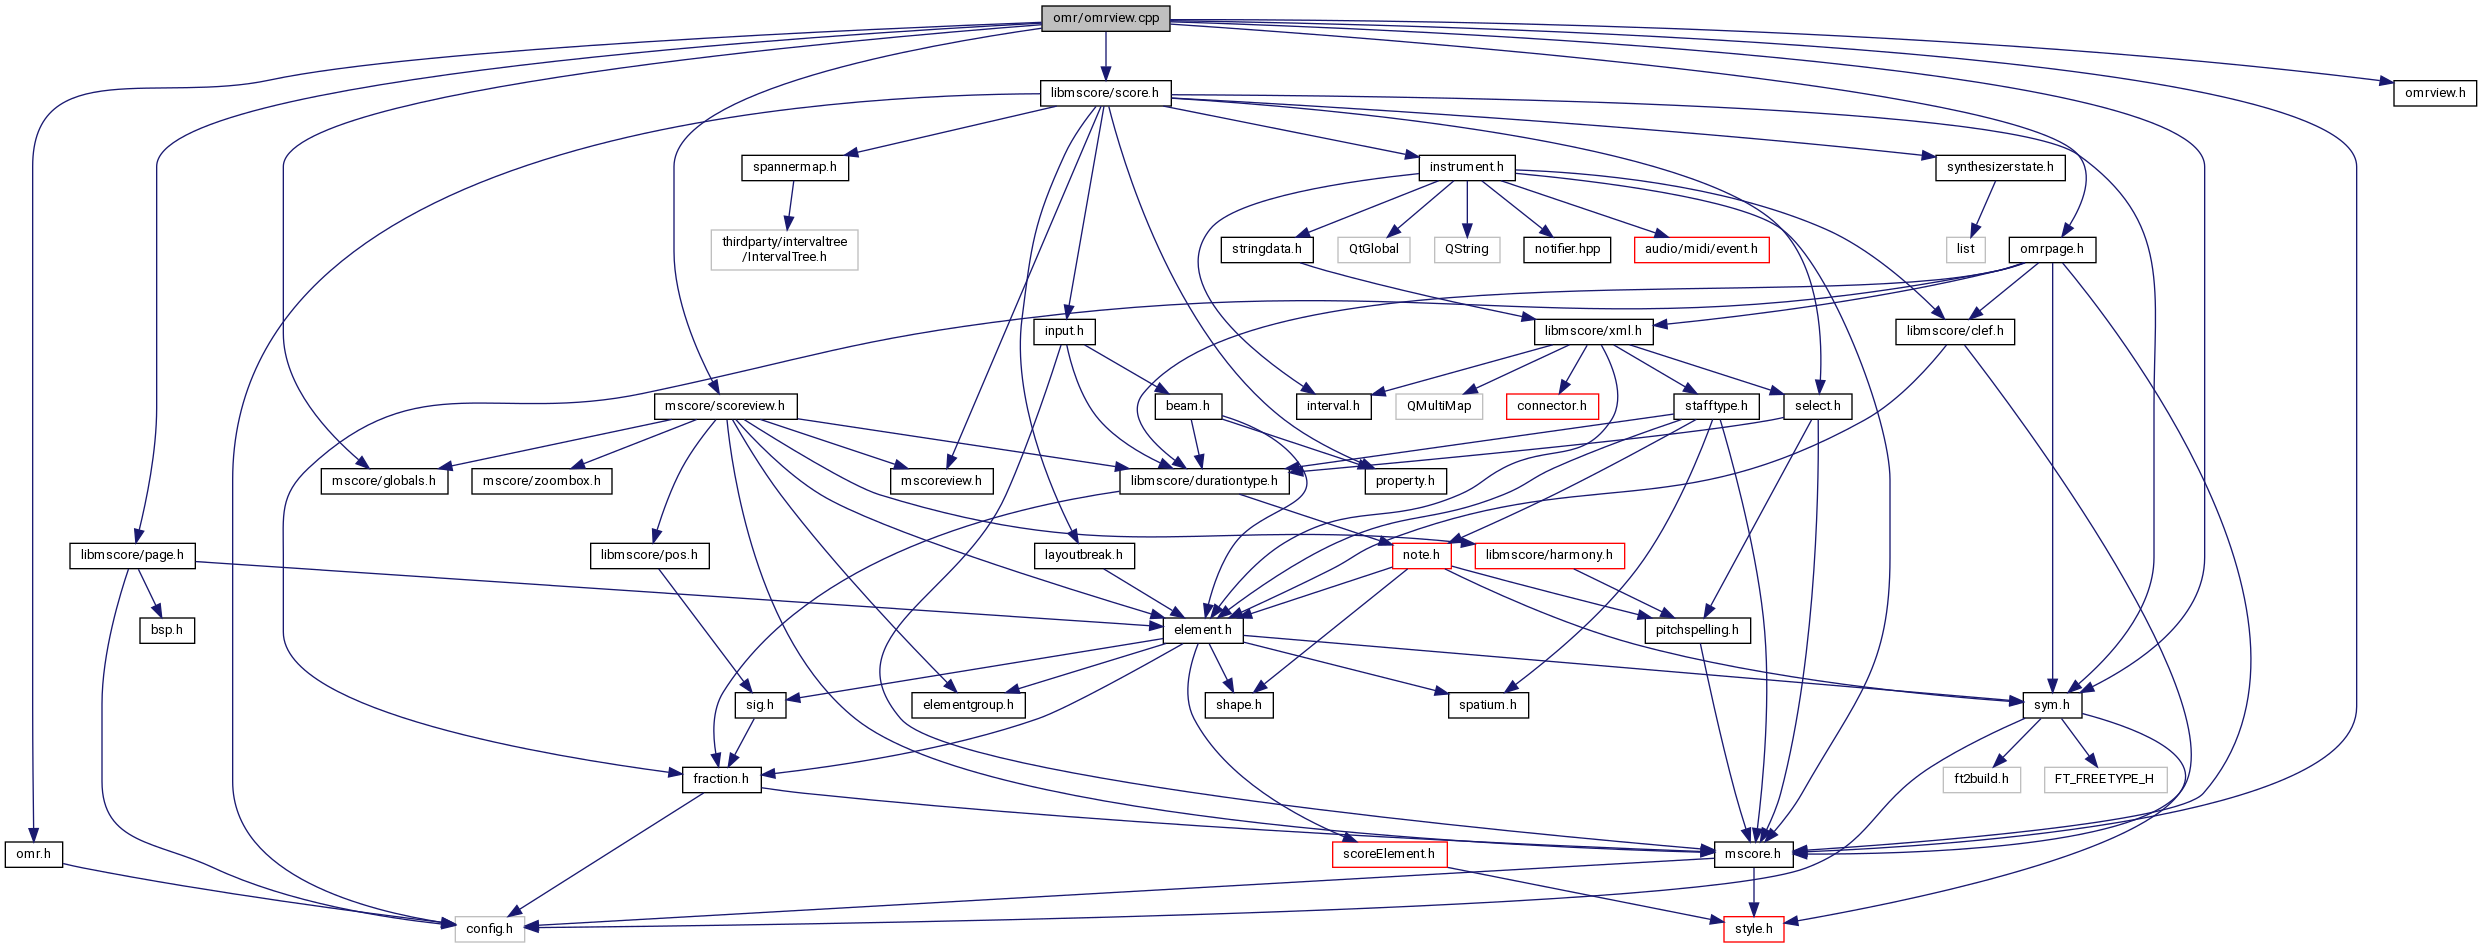 omr/omrview.cpp
libmscore/score.h
omrview.h
spannermap.h
instrument.h
synthesizerstate.h
thirdparty/intervaltree
/IntervalTree.h
stringdata.h
QtGlobal
QString
notifier.hpp
audio/midi/event.h
list
omrpage.h
input.h
libmscore/xml.h
libmscore/clef.h
mscore/scoreview.h
beam.h
interval.h
QMultiMap
connector.h
stafftype.h
select.h
mscore/globals.h
mscore/zoombox.h
mscoreview.h
libmscore/durationtype.h
property.h
libmscore/page.h
libmscore/pos.h
layoutbreak.h
note.h
libmscore/harmony.h
bsp.h
element.h
pitchspelling.h
sig.h
elementgroup.h
shape.h
spatium.h
sym.h
fraction.h
ft2build.h
FT_FREETYPE_H
omr.h
scoreElement.h
mscore.h
config.h
style.h